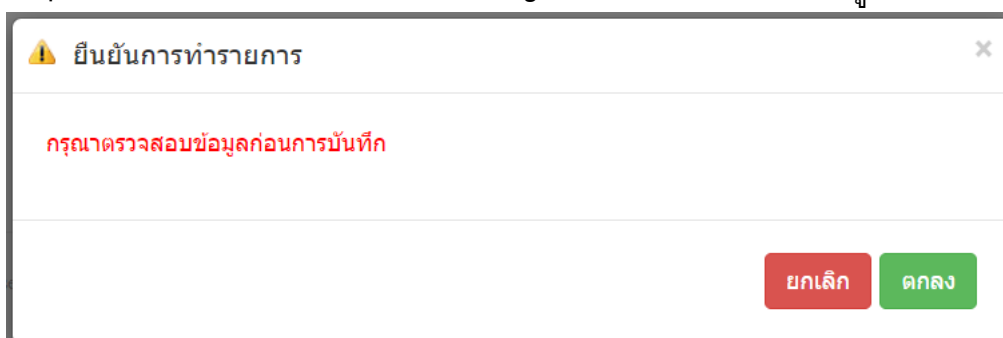 ยืนยันการทำรายการ
×
กรุณาตรวจสอบข้อมูลก่อนการบันทึก
ยกเลิก
ตกลง